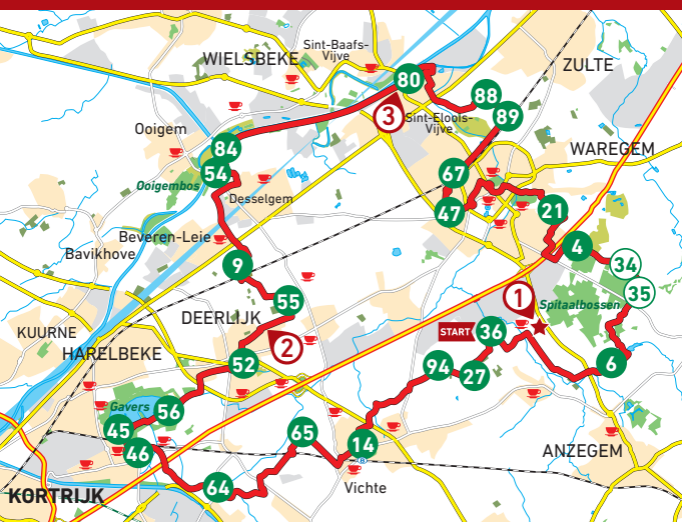 Sint-Baafs-
Vijve
WIELSBEKE
ZULTE
80
88
89
3
Sint-Eloois-
Vijve
Ooigem
84
54
Ooigembos
Desselgem
WAREGEM
67
47
21
Beveren-Leie
Bavikhove
4
34
9
35
55
1
Spitaalbossen
DEERLIJK
START
36
KUURNE
HARELBEKE
2
52
94
27
6
Gavers
56
45
46
65
14
ANZEGEM
64
Vichte
KORTRIJK